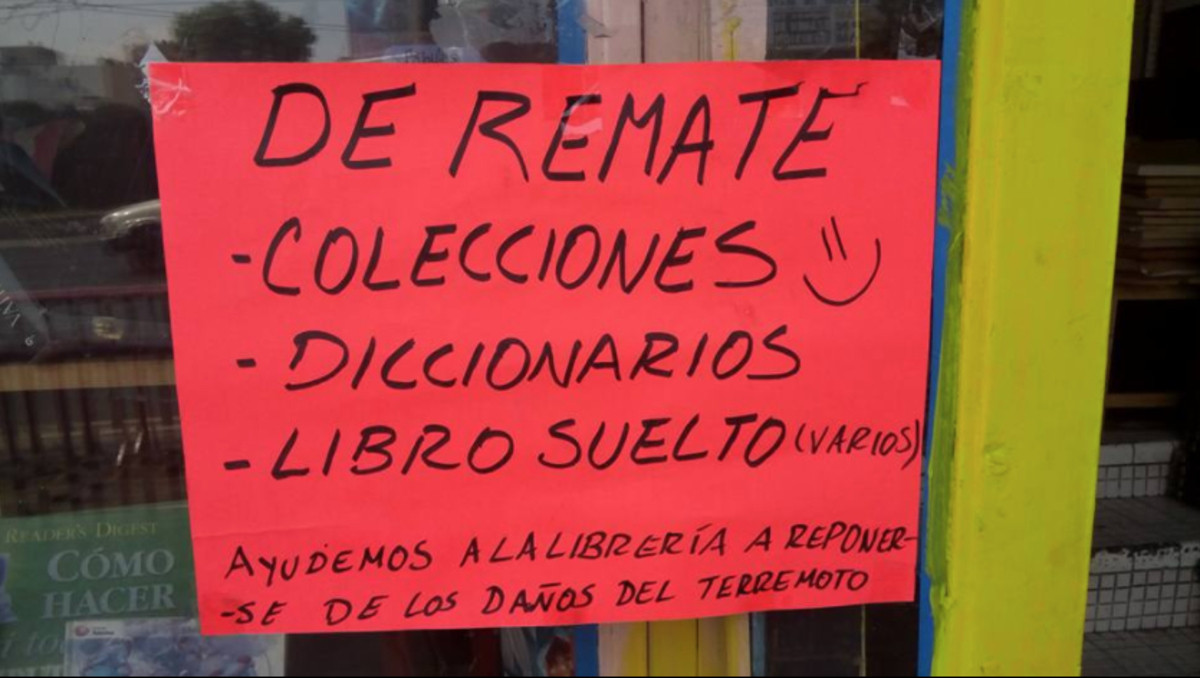 DE REMATE
-COLECCIONES
- DICCIONARIOS
- LIBRO SUELTO (VARIOS)
AYUDEMOS A LA LIBRERÍA A REPONER-
-SE DE LOS DAÑOS DEL TERREMOTO
READER'S DIGEST
CÓMO
HACER